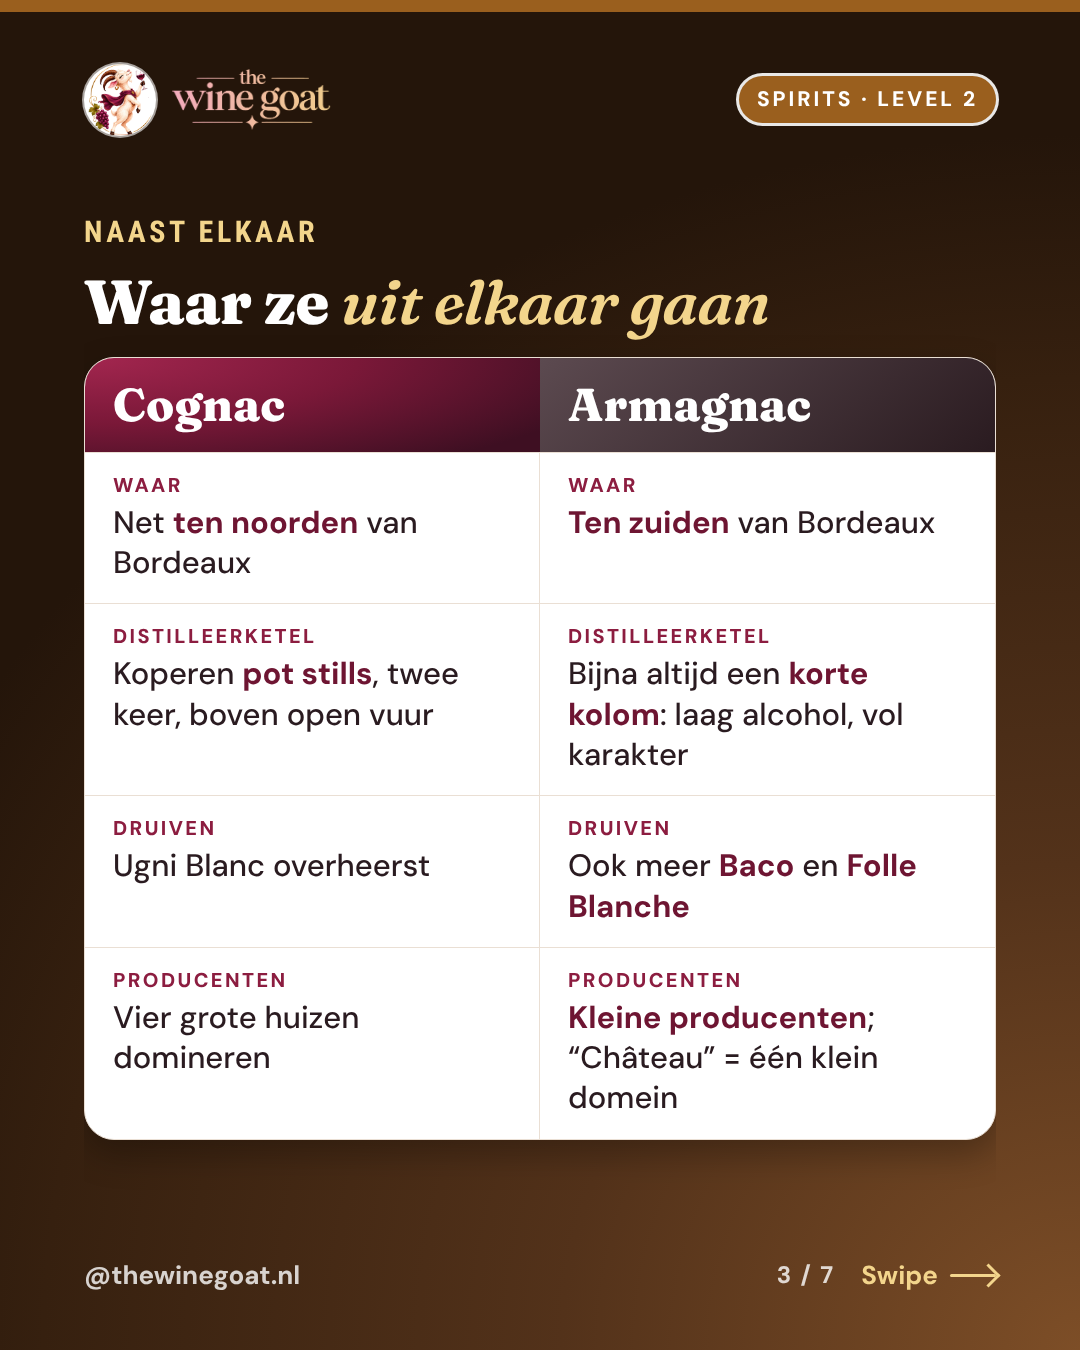 the
wine goat
SPIRITS · LEVEL 2
NAAST ELKAAR
Waar ze uit elkaar gaan
Cognac
Armagnac
WAAR
Net ten noorden van
Bordeaux
WAAR
Ten zuiden van Bordeaux
DISTILLEERKETEL
Koperen pot stills, twee
keer, boven open vuur
DISTILLEERKETEL
Bijna altijd een korte
kolom: laag alcohol, vol
karakter
DRUIVEN
Ugni Blanc overheerst
DRUIVEN
Ook meer Baco en Folle
Blanche
PRODUCENTEN
Vier grote huizen
domineren
PRODUCENTEN
Kleine producenten;
“Château” = één klein
domein
@thewinegoat.nl
3 / 7
Swipe